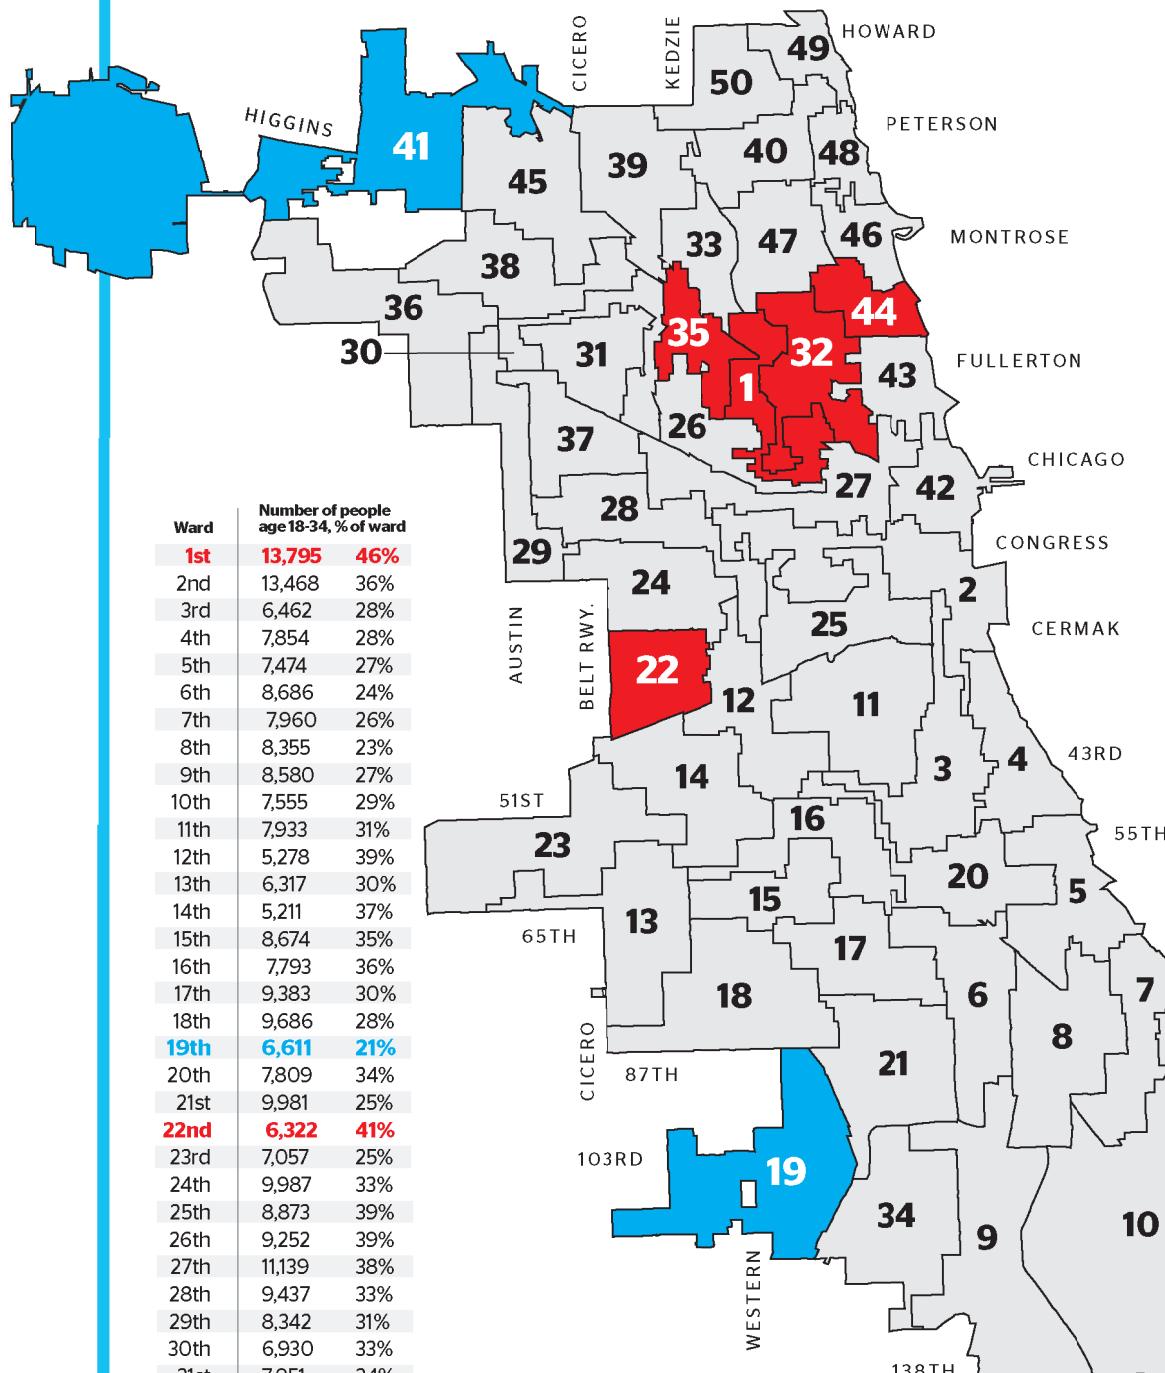 CICERO
KEDZIE
HOWARD
49
50
HIGGINS
PETERSON
41
40
48
39
45
MONTROSE
46
33
47
38
36
44
35
30
31
32
FULLERTON
43
1
26
37
CHICAGO
27
42
28
CONGRESS
29
24
2
25
CERMAK
AUSTIN
BELT RWY.
22
12
11
43RD
4
3
14
51ST
16
55TH
23
20
5
15
13
65TH
17
7
18
6
8
CICERO
21
87TH
103RD
19
34
10
9
WESTERN
138TH
Ward Number of people age 18-34, % of ward
1st 13,795 46%
2nd 13,468 36%
3rd 6,462 28%
4th 7,854 28%
5th 7,474 27%
6th 8,686 24%
7th 7,960 26%
8th 8,355 23%
9th 8,580 27%
10th 7,555 29%
11th 7,933 31%
12th 5,278 39%
13th 6,317 30%
14th 5,211 37%
15th 8,674 35%
16th 7,793 36%
17th 9,383 30%
18th 9,686 28%
19th 6,611 21%
20th 7,809 34%
21st 9,981 25%
22nd 6,322 41%
23rd 7,057 25%
24th 9,987 33%
25th 8,873 39%
26th 9,252 39%
27th 11,139 38%
28th 9,437 33%
29th 8,342 31%
30th 6,930 33%